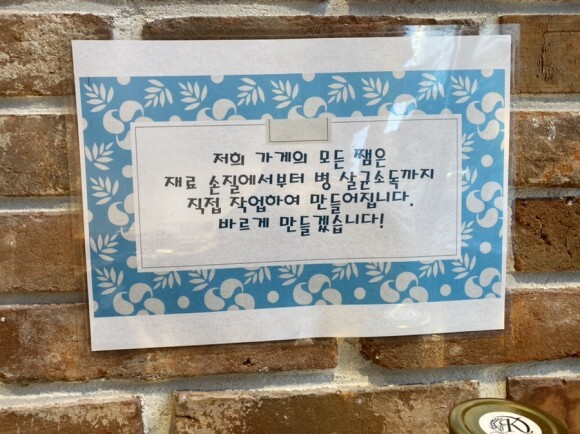 저희 가게의 모든 쨈은
재료 손질에서부터 병 살균소독까지
직접 작업하여 만들어집니다.
바르게 만들겠습니다!
K